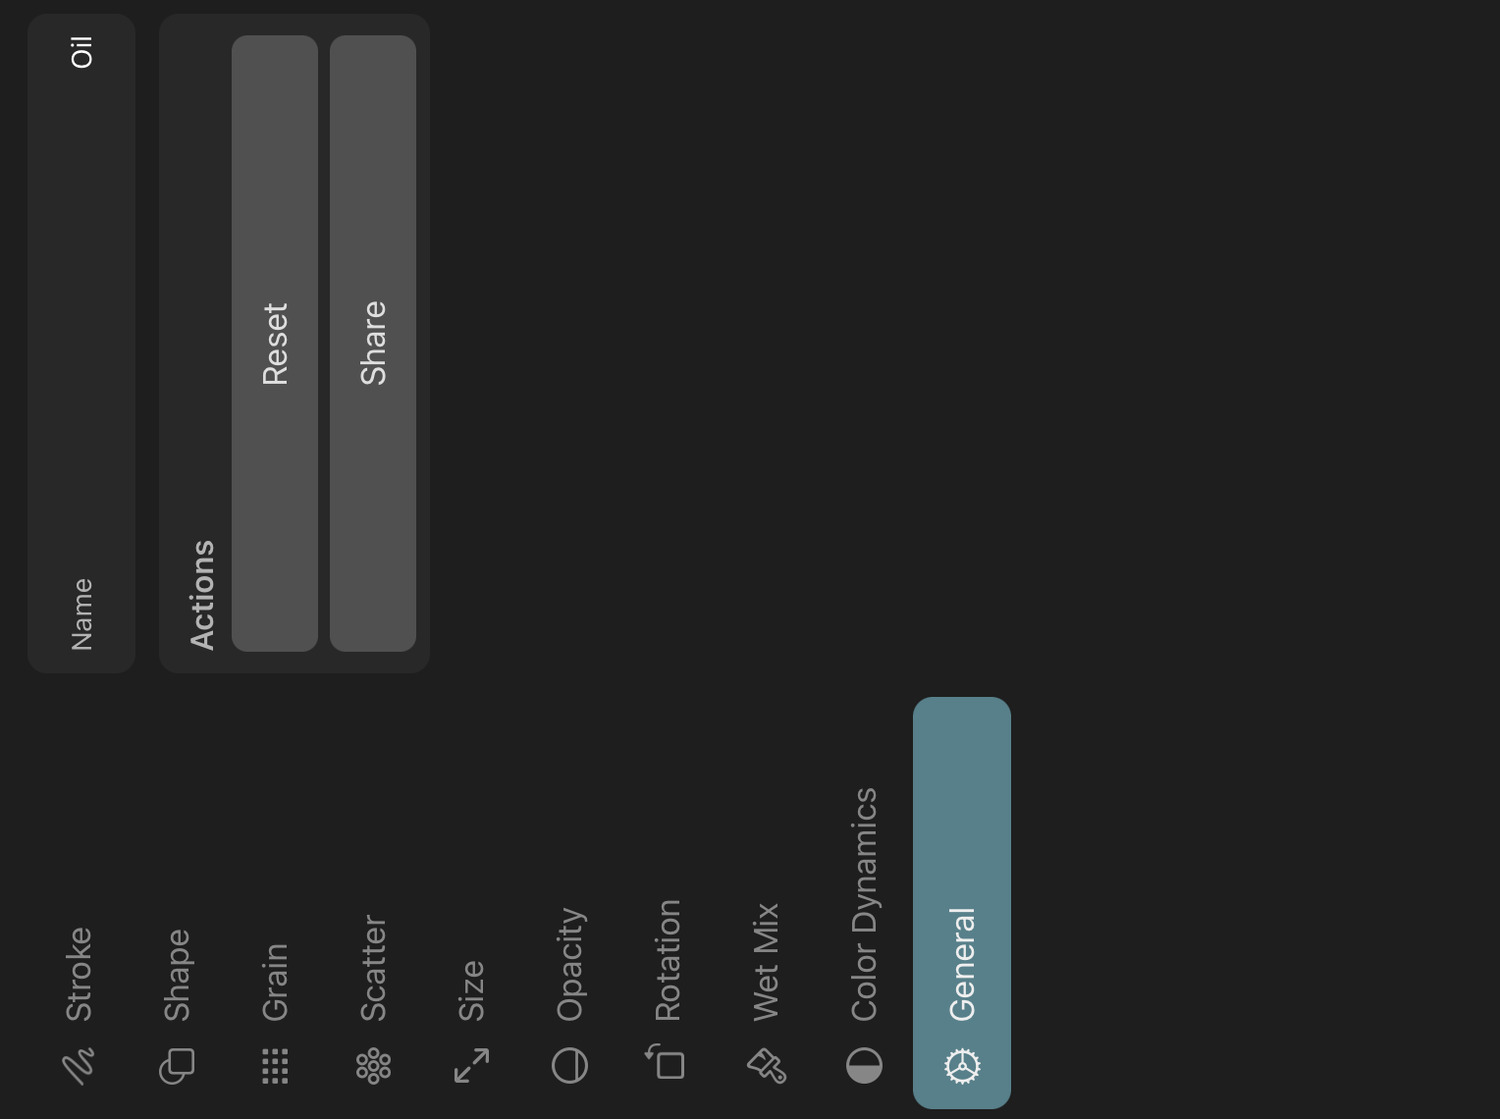 Stroke
Shape
Grain
Scatter
Size
Opacity
Rotation
Wet Mix
Color Dynamics
General
Name Oil
Actions
Reset
Share